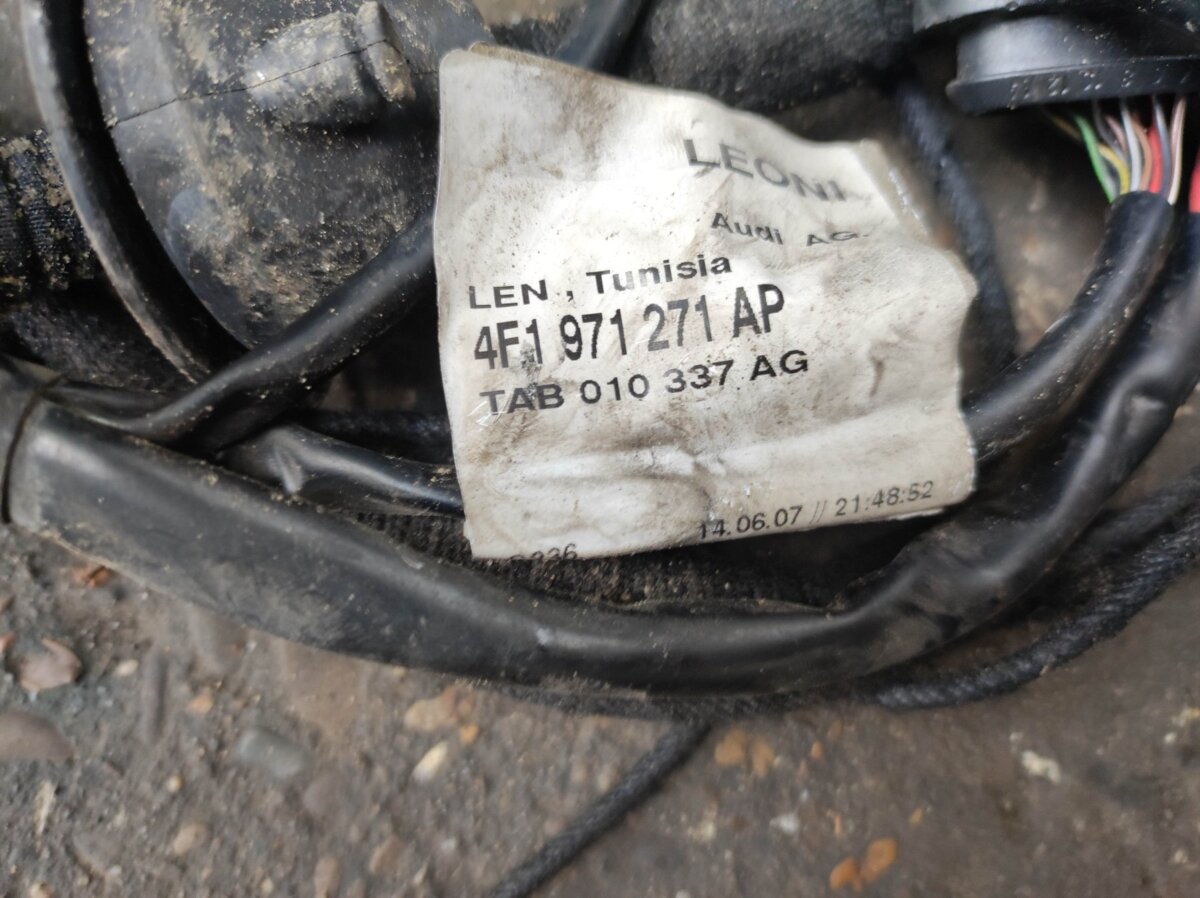 LEONI
Audi AG.
LEN , Tunisia
4F1 971 271 AP
TAB 010 337 AG
14.06.07 // 21:48:52